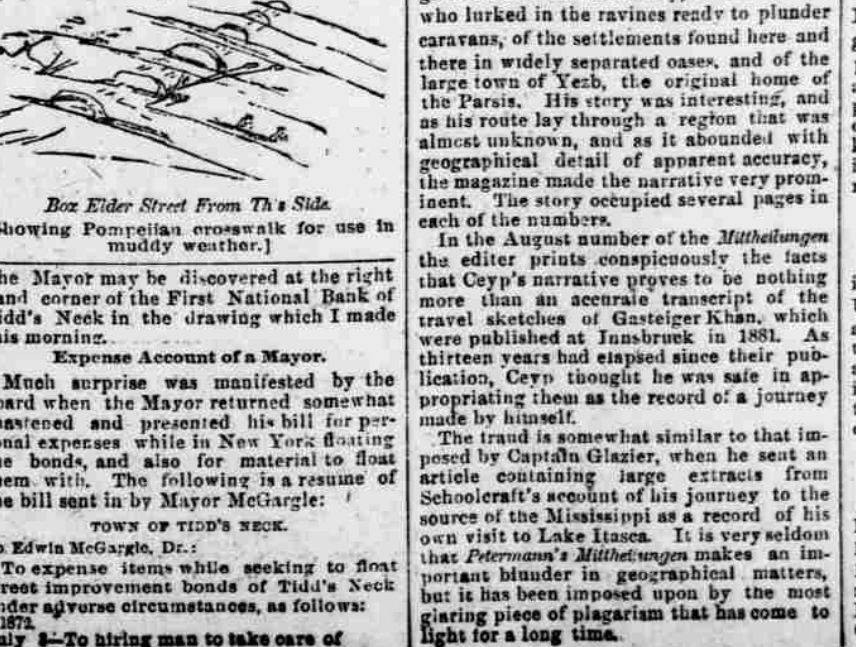 Box Elder Street From Th's Side.
howing Pompeiian crosswalk for use in
muddy weather.]
he Mayor may be discovered at the right
and corner of the First National Bank of
idd's Neck in the drawing which I made
is morning.
Expense Account of a Mayor.
Much surprise was manifested by the
oard when the Mayor returned somewhat
hastened and presented his bill for per-
onal expenses while in New York floating
he bonds, and also for material to float
hem with. The following is a resume of
he bill sent in by Mayor McGargle:
TOWN OF TIDD'S NECK.
o Edwin McGargle, Dr.:
To expense items while seeking to float
treet improvement bonds of Tidd's Neck
nder adverse circumstances, as follows:
1872.
uly 8—To hiring man to take care of
who lurked in the ravines ready to plunder
caravans, of the settlements found here and
there in widely separated oases, and of the
large town of Yezb, the original home of
the Parsis. His story was interesting, and
as his route lay through a region that was
almost unknown, and as it abounded with
geographical detail of apparent accuracy,
the magazine made the narrative very prom-
inent. The story occupied several pages in
each of the numbers.
In the August number of the Mittheilungen
the editer prints conspicuously the facts
that Ceyp's narrative proves to be nothing
more than an accurate transcript of the
travel sketches of Gasteiger Khan, which
were published at Innsbruck in 1881. As
thirteen years had elapsed since their pub-
lication, Ceyp thought he was safe in ap-
propriating them as the record of a journey
made by himself.
The fraud is somewhat similar to that im-
posed by Captain Glazier, when he sent an
article containing large extracts from
Schoolcraft's account of his journey to the
source of the Mississippi as a record of his
own visit to Lake Itasca. It is very seldom
that Petermann's Mittheilungen makes an im-
portant blunder in geographical matters,
but it has been imposed upon by the most
glaring piece of plagarism that has come to
light for a long time.